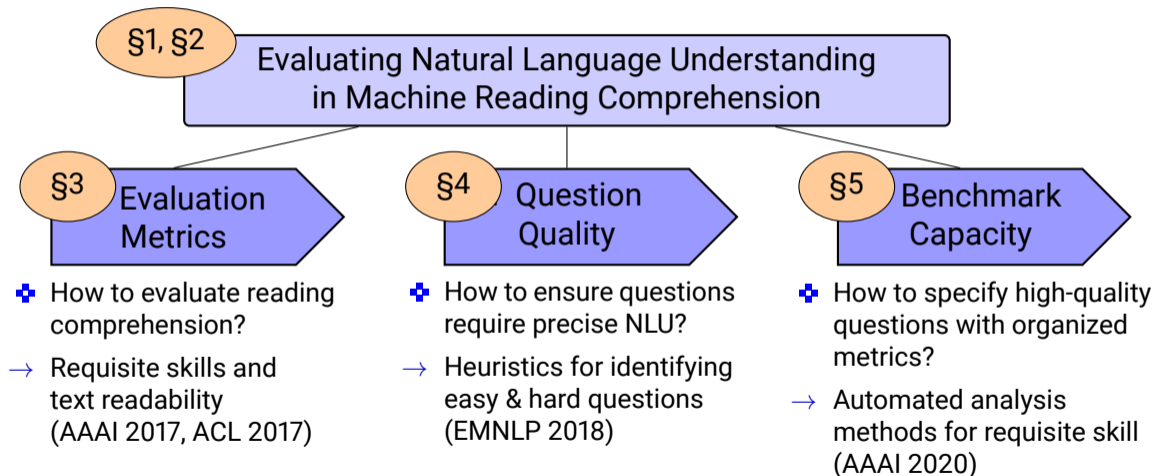 §1, §2
Evaluating Natural Language Understanding
in Machine Reading Comprehension
§3
Evaluation
Metrics
How to evaluate reading
comprehension?
→ Requisite skills and
text readability
(AAAI 2017, ACL 2017)
§4
Question
Quality
How to ensure questions
require precise NLU?
→ Heuristics for identifying
easy & hard questions
(EMNLP 2018)
§5
Benchmark
Capacity
How to specify high-quality
questions with organized
metrics?
→ Automated analysis
methods for requisite skill
(AAAI 2020)